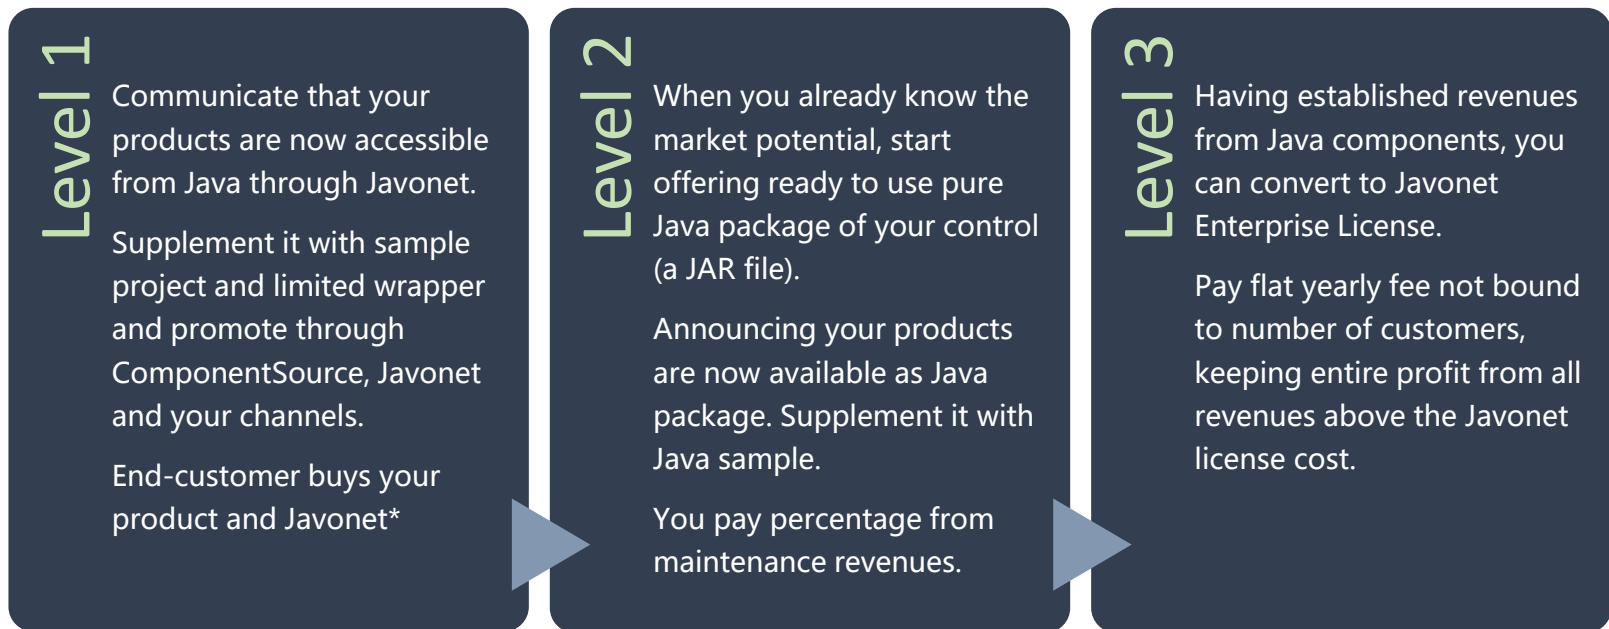 Level 1
Communicate that your
products are now accessible
from Java through Javonet.
Supplement it with sample
project and limited wrapper
and promote through
ComponentSource, Javonet
and your channels.
End-customer buys your
product and Javonet*
Level 2
When you already know the
market potential, start
offering ready to use pure
Java package of your control
(a JAR file).
Announcing your products
are now available as Java
package. Supplement it with
Java sample.
You pay percentage from
maintenance revenues.
Level 3
Having established revenues
from Java components, you
can convert to Javonet
Enterprise License.
Pay flat yearly fee not bound
to number of customers,
keeping entire profit from all
revenues above the Javonet
license cost.